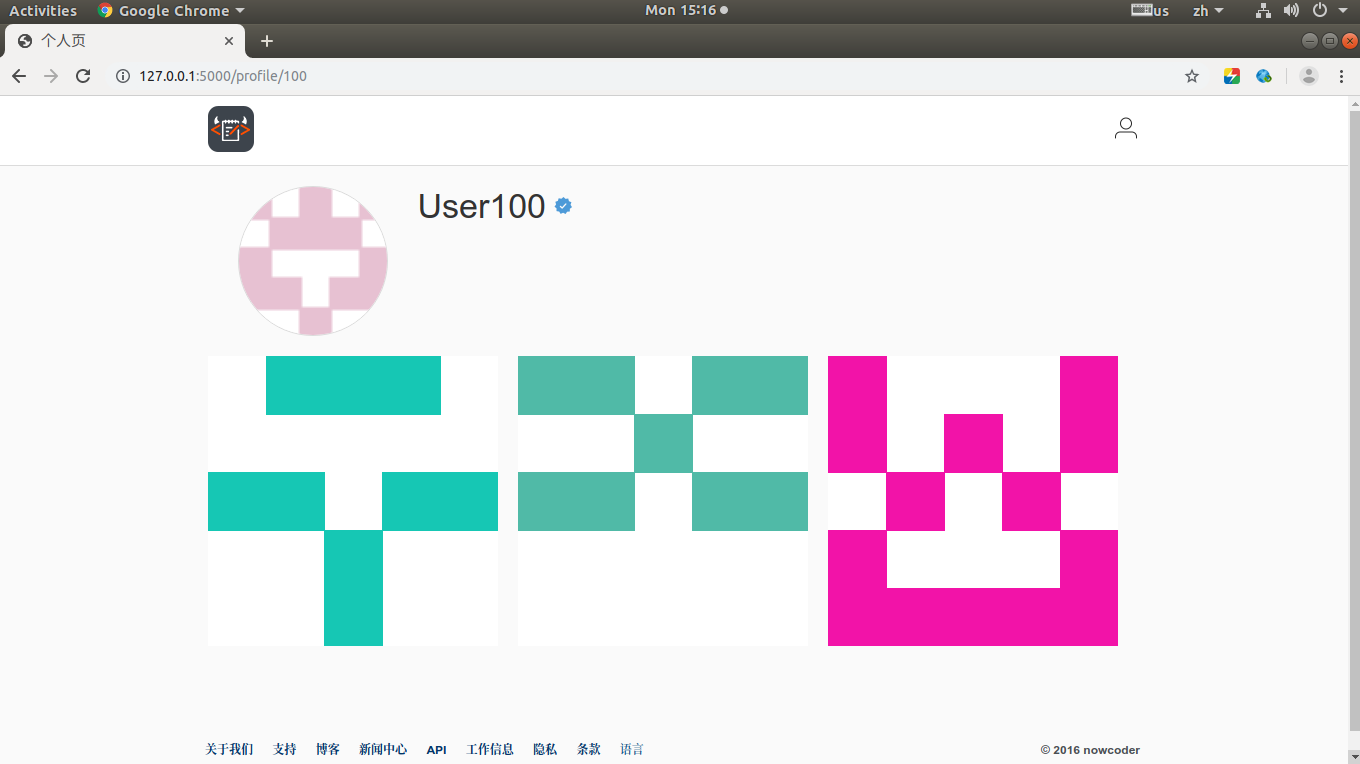 Activities Google Chrome Mon 15:16 us zh
个人页
127.0.0.1:5000/profile/100
User100
关于我们 支持 博客 新闻中心 API 工作信息 隐私 条款 语言 © 2016 nowcoder